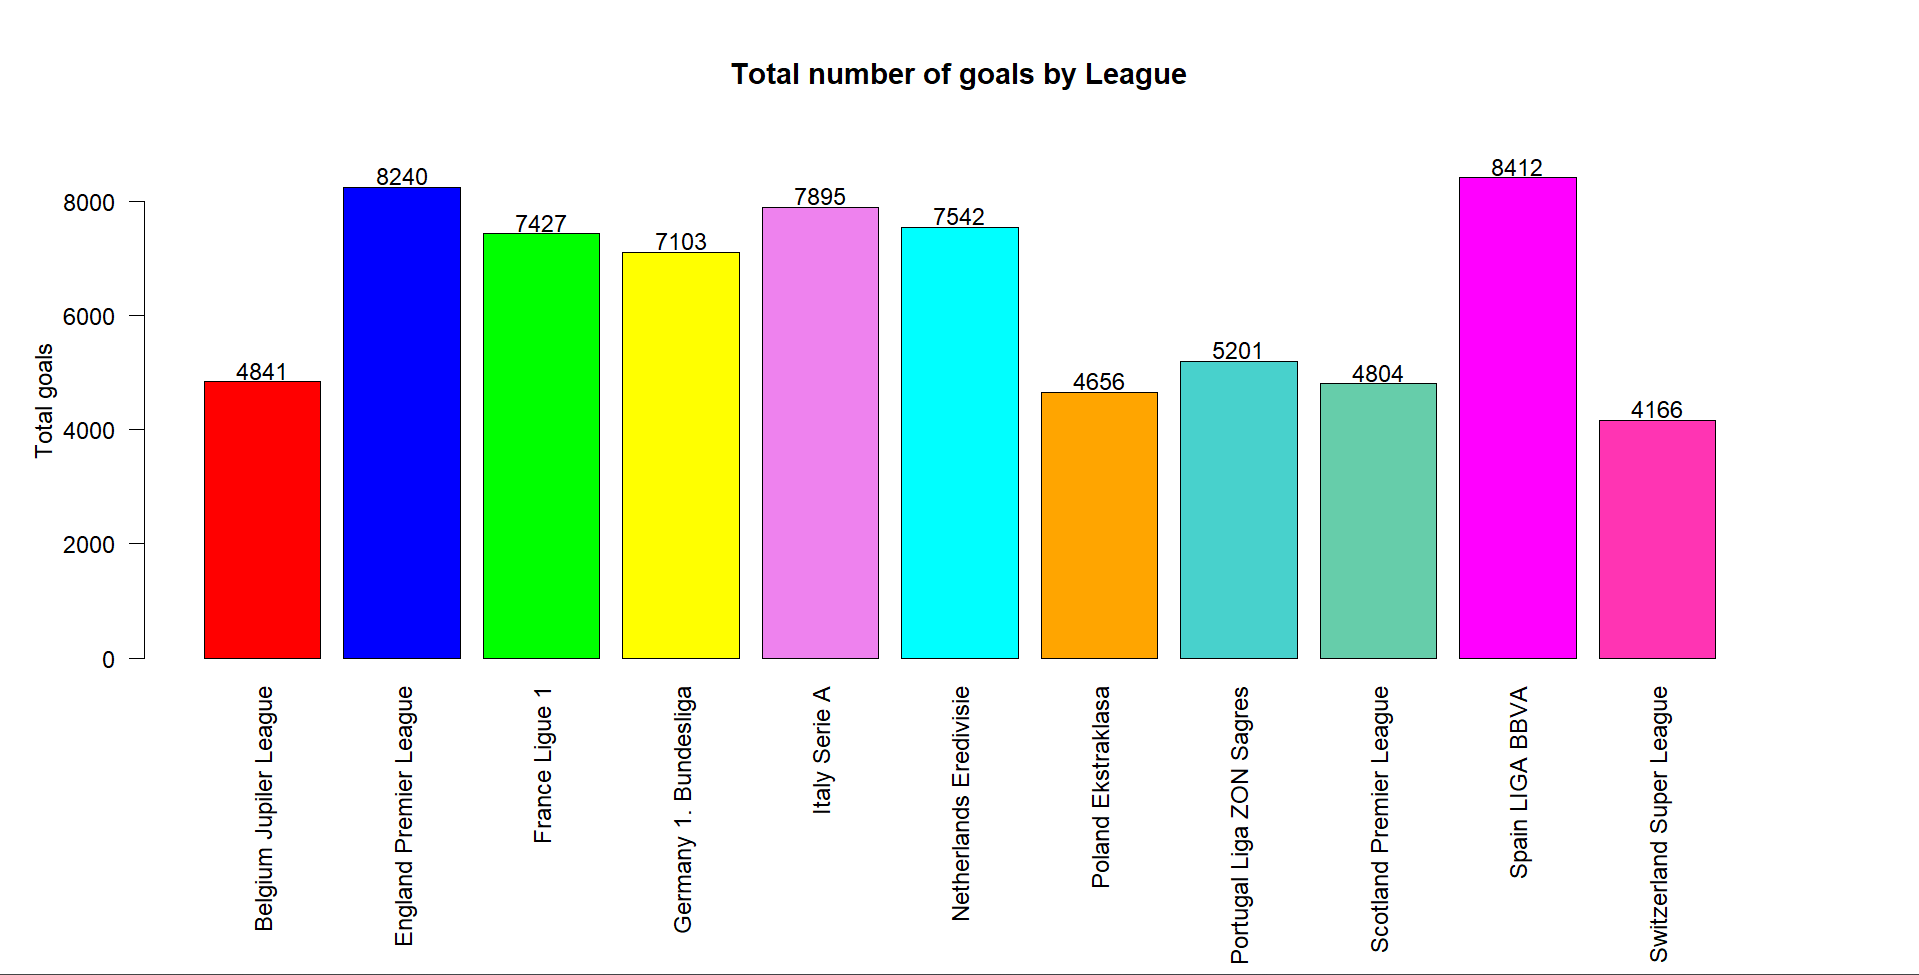 Total number of goals by League
Total goals
8000
6000
4000
2000
0
4841
8240
7427
7103
7895
7542
4656
5201
4804
8412
4166
Belgium Jupiler League
England Premier League
France Ligue 1
Germany 1. Bundesliga
Italy Serie A
Netherlands Eredivisie
Poland Ekstraklasa
Portugal Liga ZON Sagres
Scotland Premier League
Spain LIGA BBVA
Switzerland Super League